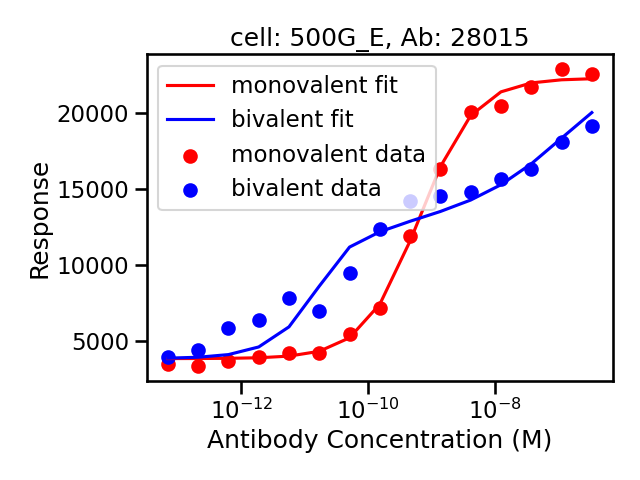 cell: 500G_E, Ab: 28015
monovalent fit
bivalent fit
monovalent data
bivalent data
Response
20000
15000
10000
5000
10⁻¹² 10⁻¹⁰ 10⁻⁸
Antibody Concentration (M)